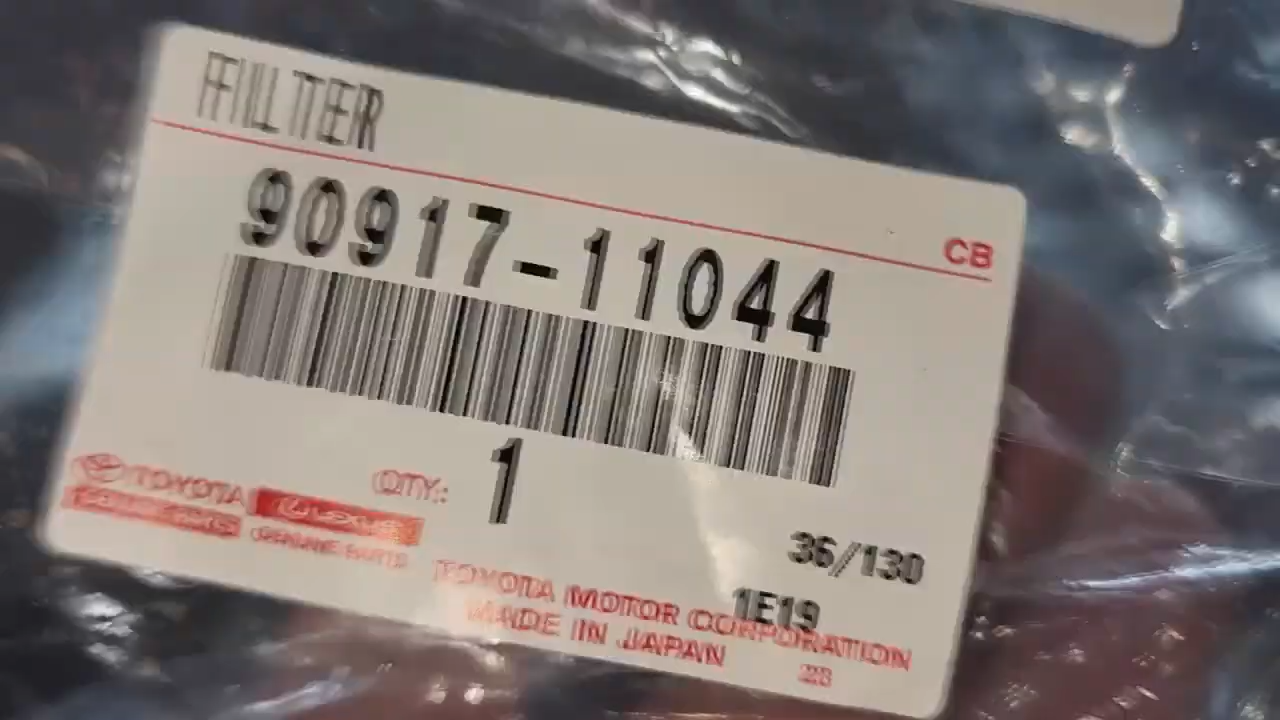 FILTER
CB
90917-11044
QTY: 1
TOYOTA LEXUS
GENUINE PARTS GENUINE PARTS
36/130
1E19
TOYOTA MOTOR CORPORATION
MADE IN JAPAN